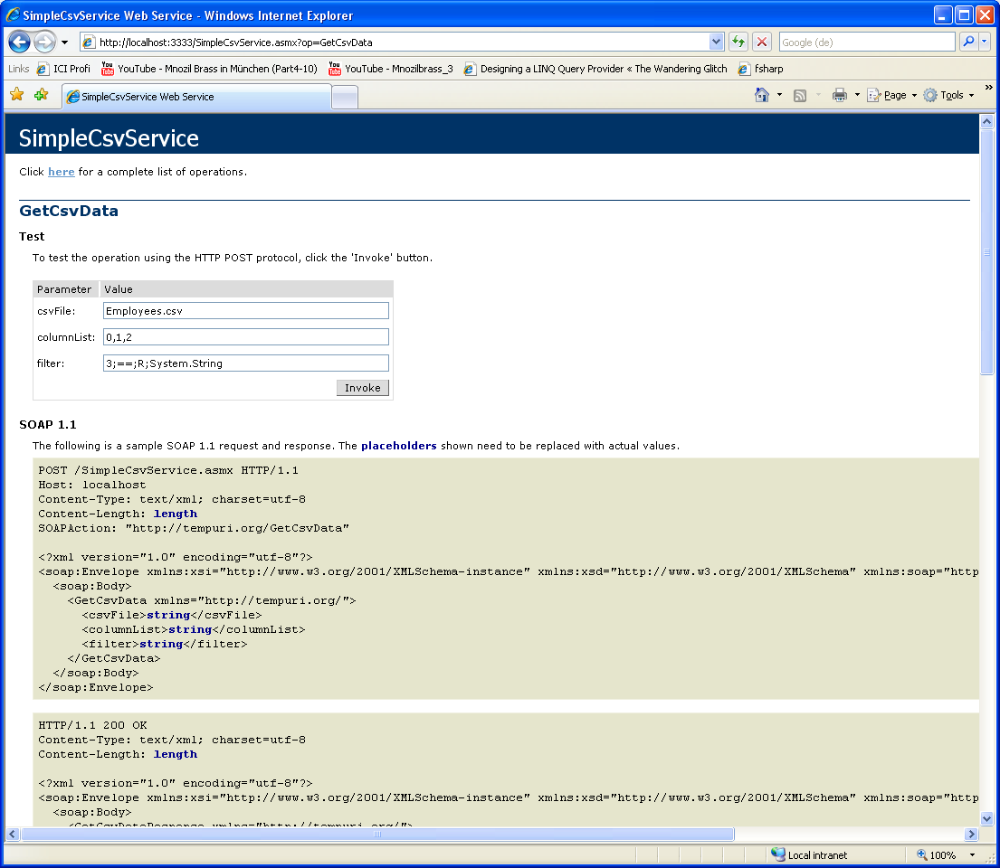 SimpleCsvService Web Service - Windows Internet Explorer
http://localhost:3333/SimpleCsvService.asmx?op=GetCsvData
Google (de)
Links ICI Profi YouTube - Mnozil Brass in München (Part4-10) YouTube - Mnozilbrass_3 Designing a LINQ Query Provider « The Wandering Glitch fsharp
SimpleCsvService Web Service
Page Tools »
SimpleCsvService
Click here for a complete list of operations.
GetCsvData
Test
To test the operation using the HTTP POST protocol, click the 'Invoke' button.
Parameter Value
csvFile: Employees.csv
columnList: 0,1,2
filter: 3;==;R;System.String
Invoke
SOAP 1.1
The following is a sample SOAP 1.1 request and response. The placeholders shown need to be replaced with actual values.
POST /SimpleCsvService.asmx HTTP/1.1
Host: localhost
Content-Type: text/xml; charset=utf-8
Content-Length: length
SOAPAction: "http://tempuri.org/GetCsvData"
<?xml version="1.0" encoding="utf-8"?>
<soap:Envelope xmlns:xsi="http://www.w3.org/2001/XMLSchema-instance" xmlns:xsd="http://www.w3.org/2001/XMLSchema" xmlns:soap="http
<soap:Body>
<GetCsvData xmlns="http://tempuri.org/">
<csvFile>string</csvFile>
<columnList>string</columnList>
<filter>string</filter>
</GetCsvData>
</soap:Body>
</soap:Envelope>
HTTP/1.1 200 OK
Content-Type: text/xml; charset=utf-8
Content-Length: length
<?xml version="1.0" encoding="utf-8"?>
<soap:Envelope xmlns:xsi="http://www.w3.org/2001/XMLSchema-instance" xmlns:xsd="http://www.w3.org/2001/XMLSchema" xmlns:soap="http
<soap:Body>
<GetCsvDataResponse xmlns="http://tempuri.org/">
Local intranet
100%